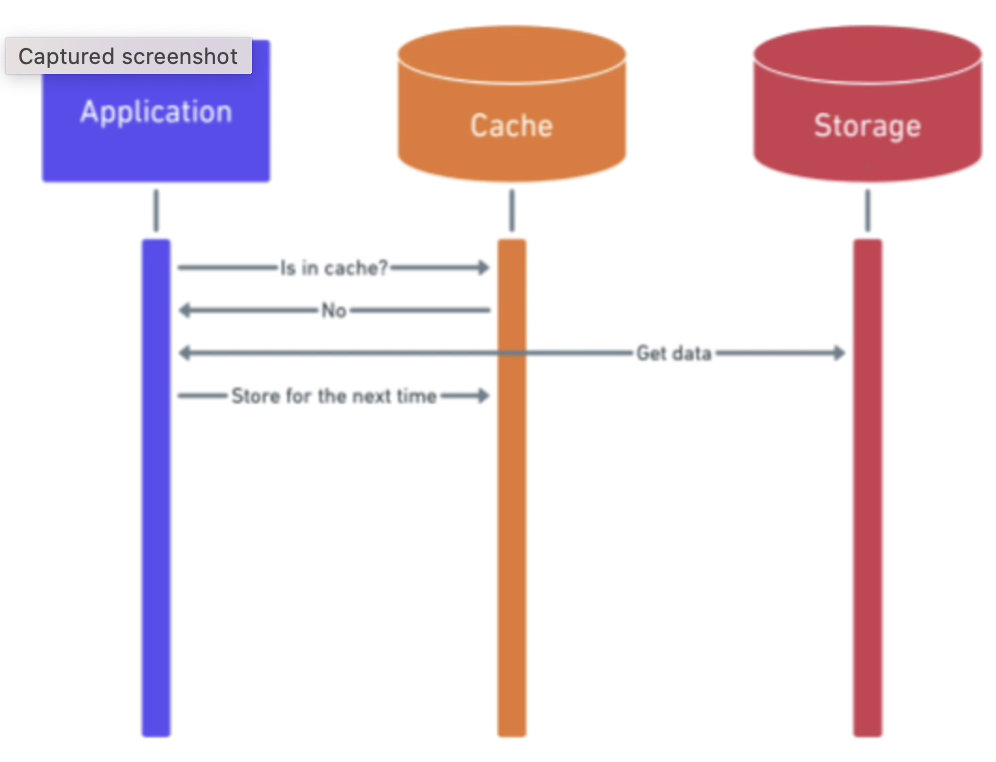 Captured screenshot
Application
Cache
Storage
Is in cache?
No
Get data
Store for the next time